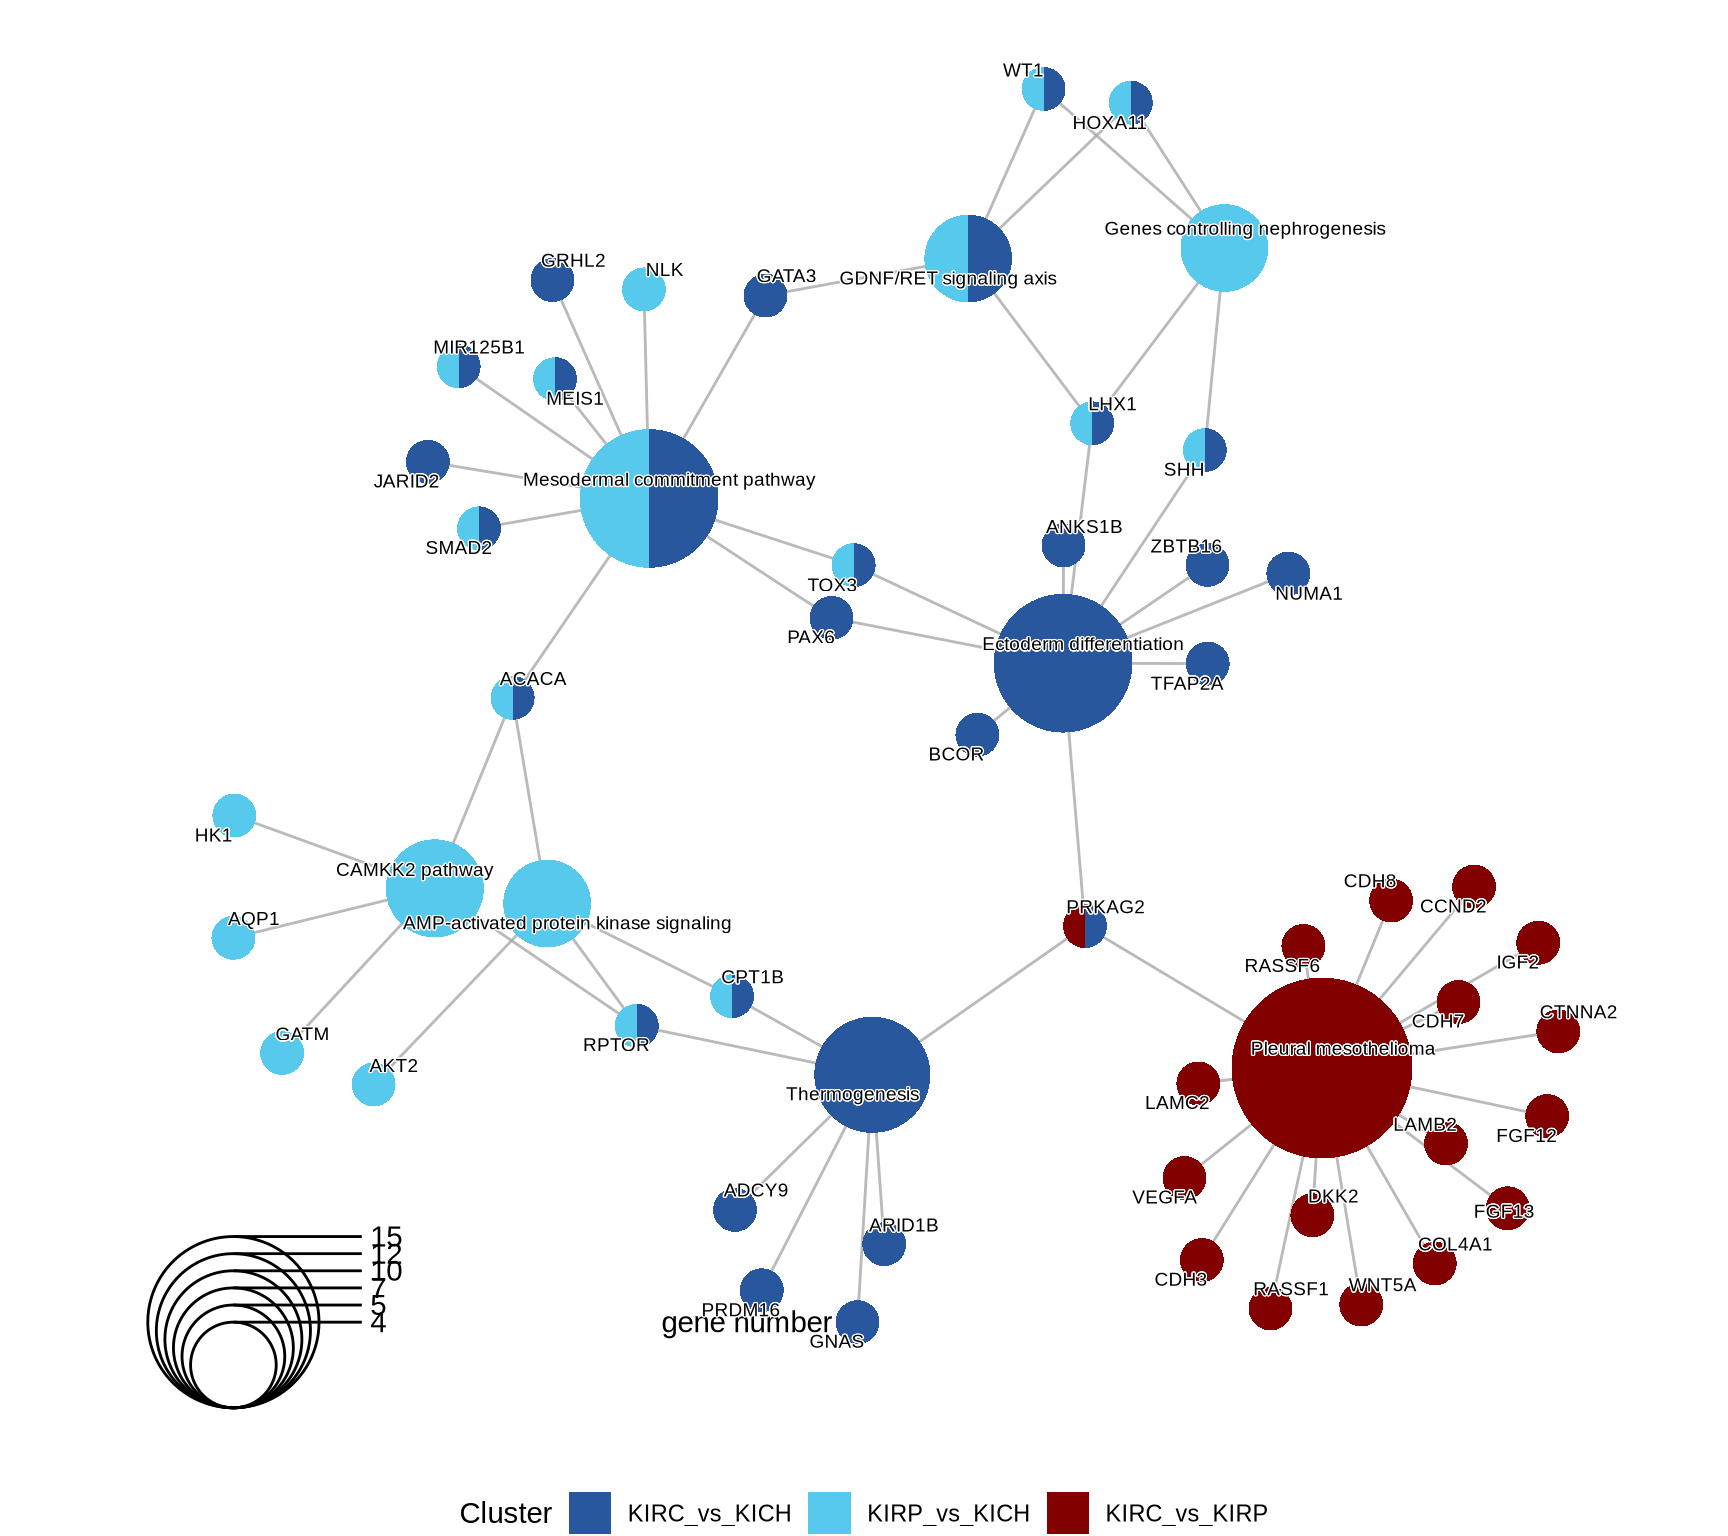 WT1
HOXA11
Genes controlling nephrogenesis
GRHL2
NLK
GATA3
GDNF/RET signaling axis
MIR125B1
MEIS1
LHX1
JARID2
Mesodermal commitment pathway
SHH
SMAD2
ANKS1B
ZBTB16
TOX3
NUMA1
PAX6
Ectoderm differentiation
ACACA
TFAP2A
BCOR
HK1
CAMKK2 pathway
CDH8
CCND2
AQP1
AMP-activated protein kinase signaling
PRKAG2
RASSF6
IGF2
CPT1B
CDH7
CTNNA2
GATM
RPTOR
Pleural mesothelioma
AKT2
Thermogenesis
LAMC2
LAMB2
FGF12
ADCY9
VEGFA
DKK2
FGF13
ARID1B
COL4A1
CDH3
RASSF1
WNT5A
PRDM16
gene number
GNAS
15
12
10
7
5
4
Cluster KIRC_vs_KICH KIRP_vs_KICH KIRC_vs_KIRP